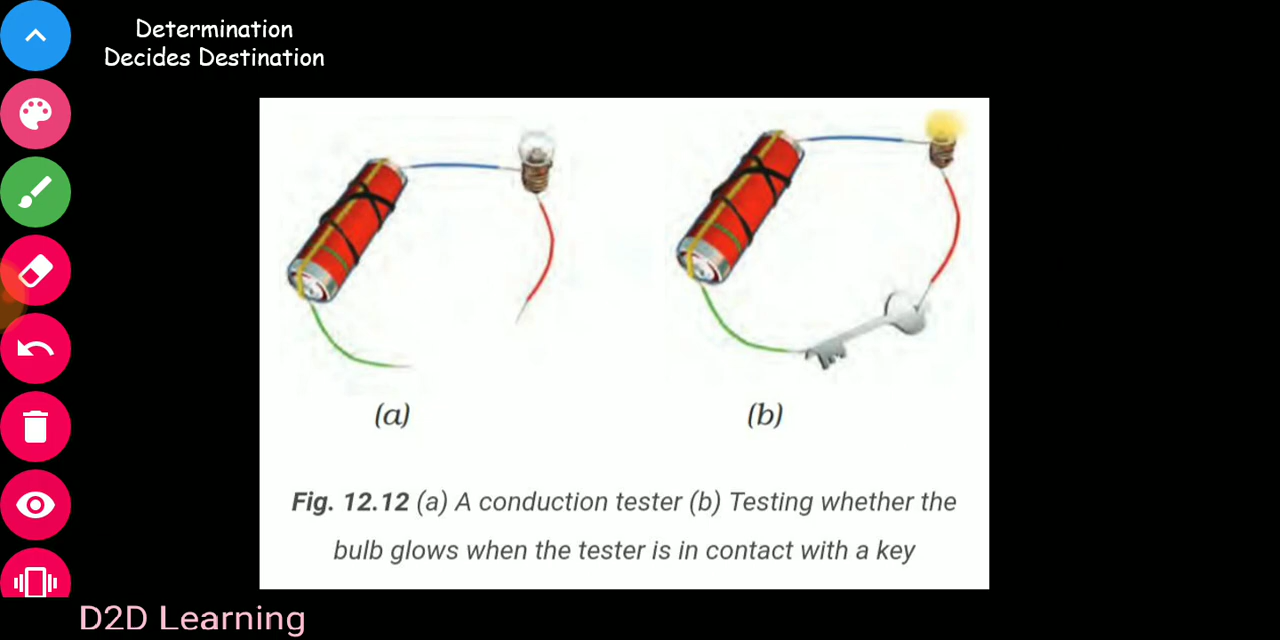 Determination
Decides Destination
(a)
(b)
Fig. 12.12 (a) A conduction tester (b) Testing whether the
bulb glows when the tester is in contact with a key
D2D Learning